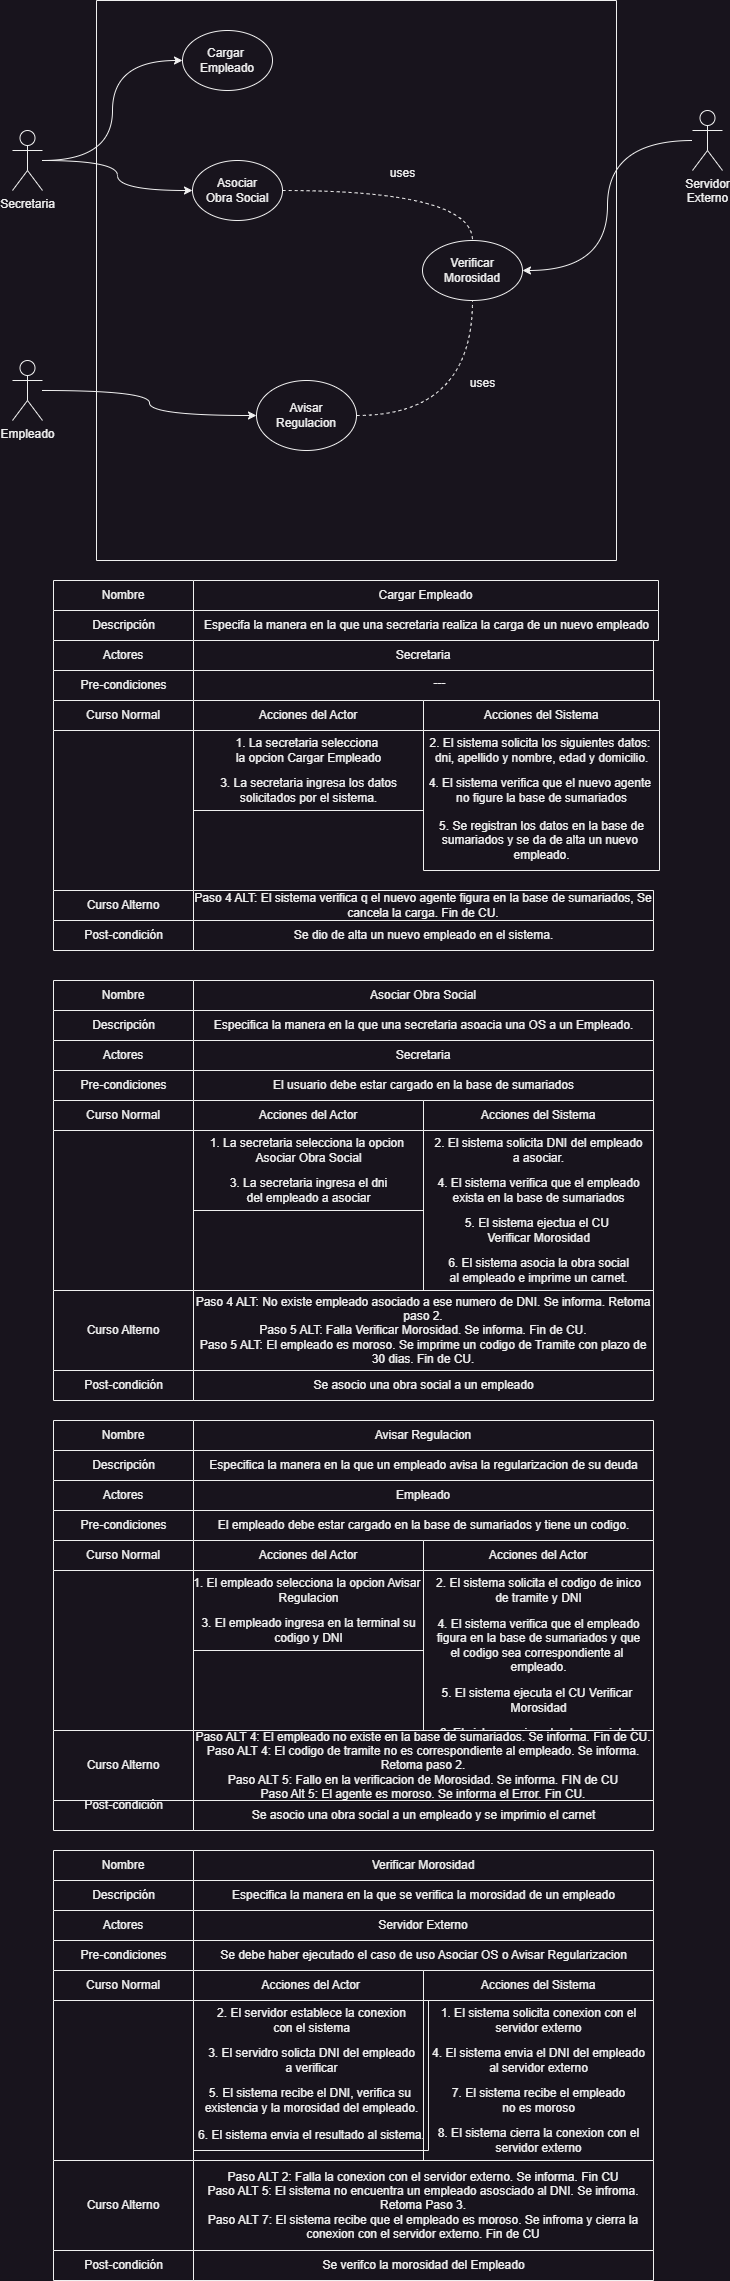 Cargar
Empleado
Secretaria
Asociar
Obra Social
uses
Servidor
Externo
Verificar
Morosidad
uses
Empleado
Avisar
Regulacion
Nombre
Cargar Empleado
Descripción
Especifa la manera en la que una secretaria realiza la carga de un nuevo empleado
Actores
Secretaria
Pre-condiciones
---
Curso Normal
Acciones del Actor
Acciones del Sistema
1. La secretaria selecciona
la opcion Cargar Empleado
3. La secretaria ingresa los datos
solicitados por el sistema.
2. El sistema solicita los siguientes datos:
dni, apellido y nombre, edad y domicilio.
4. El sistema verifica que el nuevo agente
no figure la base de sumariados
5. Se registran los datos en la base de
sumariados y se da de alta un nuevo
empleado.
Curso Alterno
Paso 4 ALT: El sistema verifica q el nuevo agente figura en la base de sumariados, Se
cancela la carga. Fin de CU.
Post-condición
Se dio de alta un nuevo empleado en el sistema.
Nombre
Asociar Obra Social
Descripción
Especifica la manera en la que una secretaria asoacia una OS a un Empleado.
Actores
Secretaria
Pre-condiciones
El usuario debe estar cargado en la base de sumariados
Curso Normal
Acciones del Actor
Acciones del Sistema
1. La secretaria selecciona la opcion
Asociar Obra Social
3. La secretaria ingresa el dni
del empleado a asociar
2. El sistema solicita DNI del empleado
a asociar.
4. El sistema verifica que el empleado
exista en la base de sumariados
5. El sistema ejectua el CU
Verificar Morosidad
6. El sistema asocia la obra social
al empleado e imprime un carnet.
Curso Alterno
Paso 4 ALT: No existe empleado asociado a ese numero de DNI. Se informa. Retoma
paso 2.
Paso 5 ALT: Falla Verificar Morosidad. Se informa. Fin de CU.
Paso 5 ALT: El empleado es moroso. Se imprime un codigo de Tramite con plazo de
30 dias. Fin de CU.
Post-condición
Se asocio una obra social a un empleado
Nombre
Avisar Regulacion
Descripción
Especifica la manera en la que un empleado avisa la regularizacion de su deuda
Actores
Empleado
Pre-condiciones
El empleado debe estar cargado en la base de sumariados y tiene un codigo.
Curso Normal
Acciones del Actor
Acciones del Actor
1. El empleado selecciona la opcion Avisar
Regulacion
3. El empleado ingresa en la terminal su
codigo y DNI
2. El sistema solicita el codigo de inico
de tramite y DNI
4. El sistema verifica que el empleado
figura en la base de sumariados y que
el codigo sea correspondiente al
empleado.
5. El sistema ejecuta el CU Verificar
Morosidad
Curso Alterno
Paso ALT 4: El empleado no existe en la base de sumariados. Se informa. Fin de CU.
Paso ALT 4: El codigo de tramite no es correspondiente al empleado. Se informa.
Retoma paso 2.
Paso ALT 5: Fallo en la verificacion de Morosidad. Se informa. FIN de CU
Paso Alt 5: El agente es moroso. Se informa el Error. Fin CU.
Post-condición
Se asocio una obra social a un empleado y se imprimio el carnet
Nombre
Verificar Morosidad
Descripción
Especifica la manera en la que se verifica la morosidad de un empleado
Actores
Servidor Externo
Pre-condiciones
Se debe haber ejecutado el caso de uso Asociar OS o Avisar Regularizacion
Curso Normal
Acciones del Actor
Acciones del Sistema
2. El servidor establece la conexion
con el sistema
3. El servidro solicta DNI del empleado
a verificar
5. El sistema recibe el DNI, verifica su
existencia y la morosidad del empleado.
6. El sistema envia el resultado al sistema.
1. El sistema solicita conexion con el
servidor externo
4. El sistema envia el DNI del empleado
al servidor externo
7. El sistema recibe el empleado
no es moroso
8. El sistema cierra la conexion con el
servidor externo
Curso Alterno
Paso ALT 2: Falla la conexion con el servidor externo. Se informa. Fin CU
Paso ALT 5: El sistema no encuentra un empleado asosciado al DNI. Se infroma.
Retoma Paso 3.
Paso ALT 7: El sistema recibe que el empleado es moroso. Se infroma y cierra la
conexion con el servidor externo. Fin de CU
Post-condición
Se verifco la morosidad del Empleado